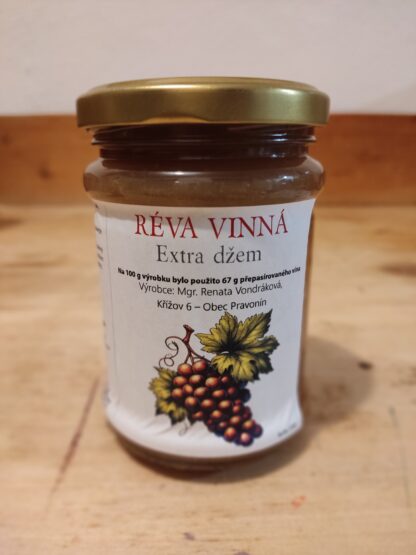 RÉVA VINNÁ
Extra džem
Na 100 g výrobku bylo použito 67 g přepasírovaného vína
Výrobce: Mgr. Renata Vondráková,
Křížov 6 – Obec Pravonín